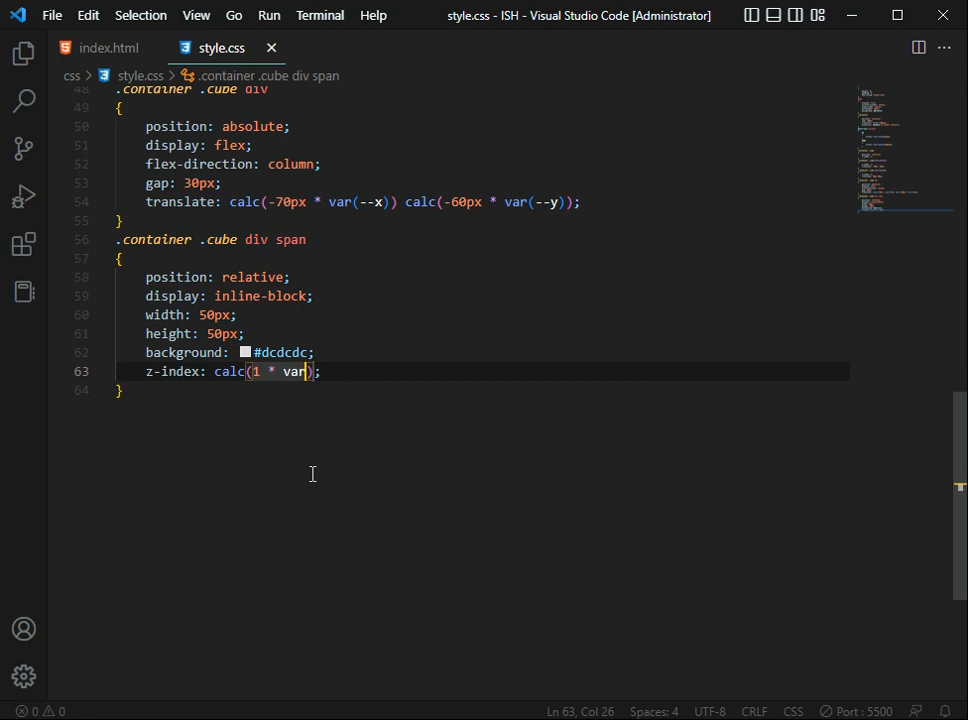 File Edit Selection View Go Run Terminal Help style.css - ISH - Visual Studio Code [Administrator]
index.html style.css
css > style.css > .container .cube div span
48 .container .cube div
49 {
50 position: absolute;
51 display: flex;
52 flex-direction: column;
53 gap: 30px;
54 translate: calc(-70px * var(--x)) calc(-60px * var(--y));
55 }
56 .container .cube div span
57 {
58 position: relative;
59 display: inline-block;
60 width: 50px;
61 height: 50px;
62 background: #dcdcdc;
63 z-index: calc(1 * var);
64 }
0 0 Ln 63, Col 26 Spaces: 4 UTF-8 CRLF CSS Port : 5500